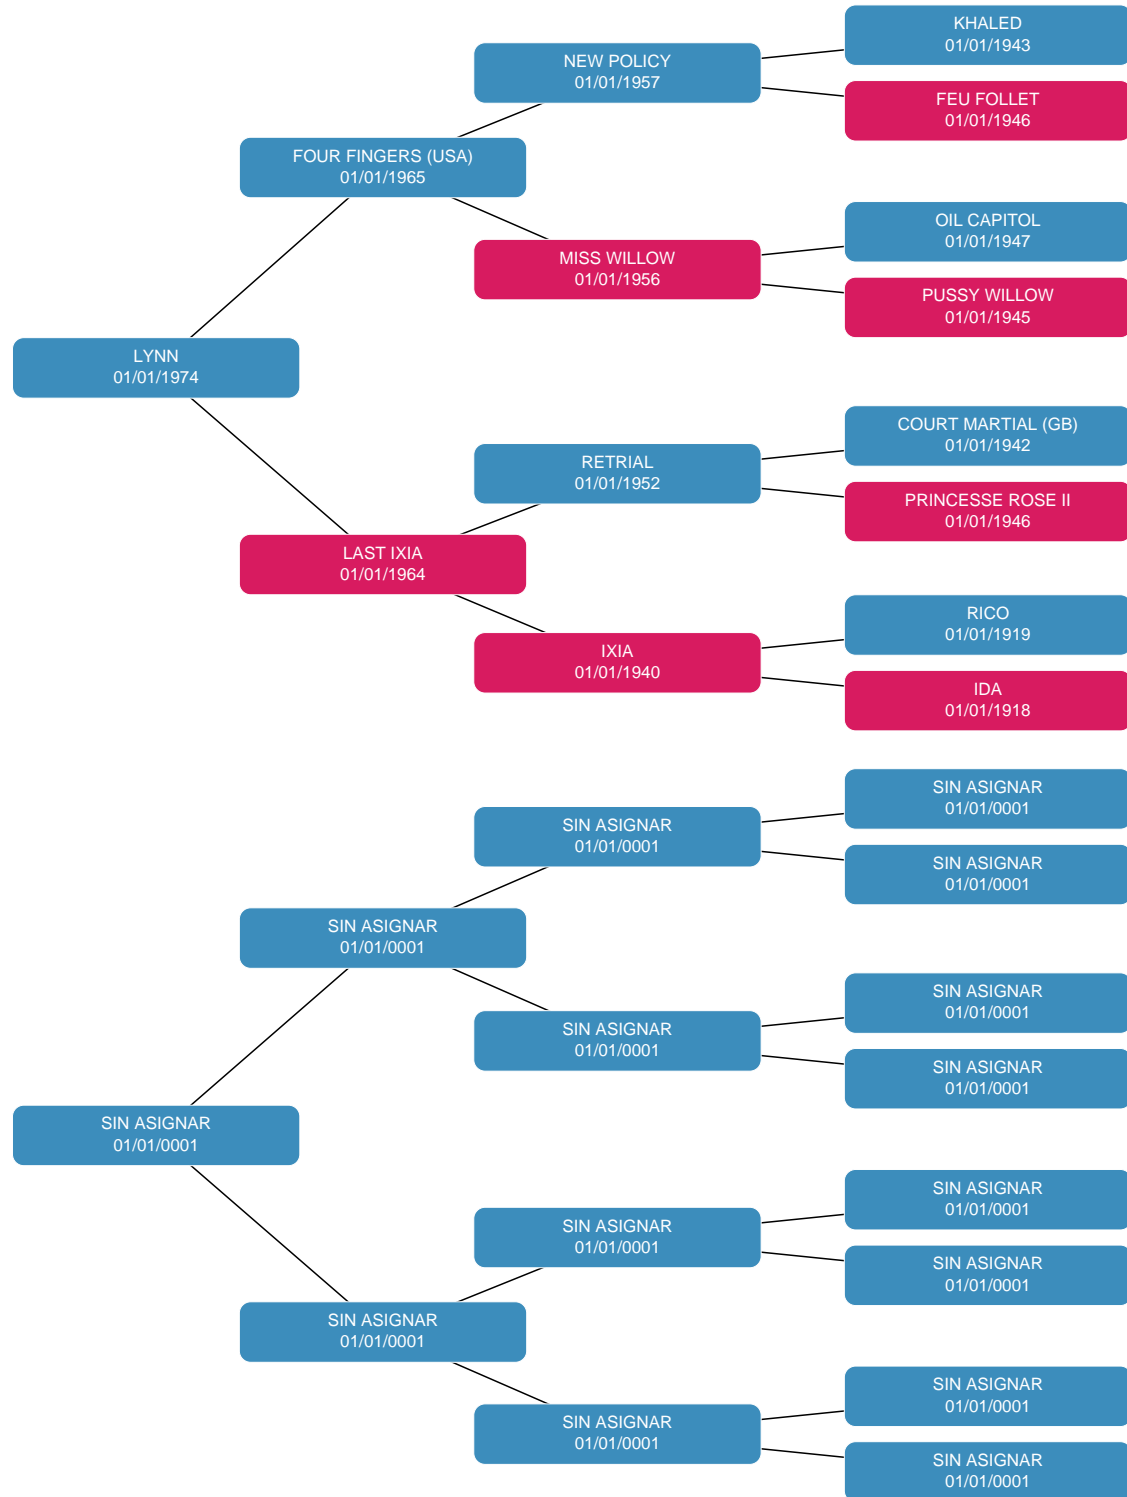 KHALED
01/01/1943
NEW POLICY
01/01/1957
FEU FOLLET
01/01/1946
FOUR FINGERS (USA)
01/01/1965
OIL CAPITOL
01/01/1947
MISS WILLOW
01/01/1956
PUSSY WILLOW
01/01/1945
LYNN
01/01/1974
COURT MARTIAL (GB)
01/01/1942
RETRIAL
01/01/1952
PRINCESSE ROSE II
01/01/1946
LAST IXIA
01/01/1964
RICO
01/01/1919
IXIA
01/01/1940
IDA
01/01/1918
SIN ASIGNAR
01/01/0001
SIN ASIGNAR
01/01/0001
SIN ASIGNAR
01/01/0001
SIN ASIGNAR
01/01/0001
SIN ASIGNAR
01/01/0001
SIN ASIGNAR
01/01/0001
SIN ASIGNAR
01/01/0001
SIN ASIGNAR
01/01/0001
SIN ASIGNAR
01/01/0001
SIN ASIGNAR
01/01/0001
SIN ASIGNAR
01/01/0001
SIN ASIGNAR
01/01/0001
SIN ASIGNAR
01/01/0001
SIN ASIGNAR
01/01/0001
SIN ASIGNAR
01/01/0001